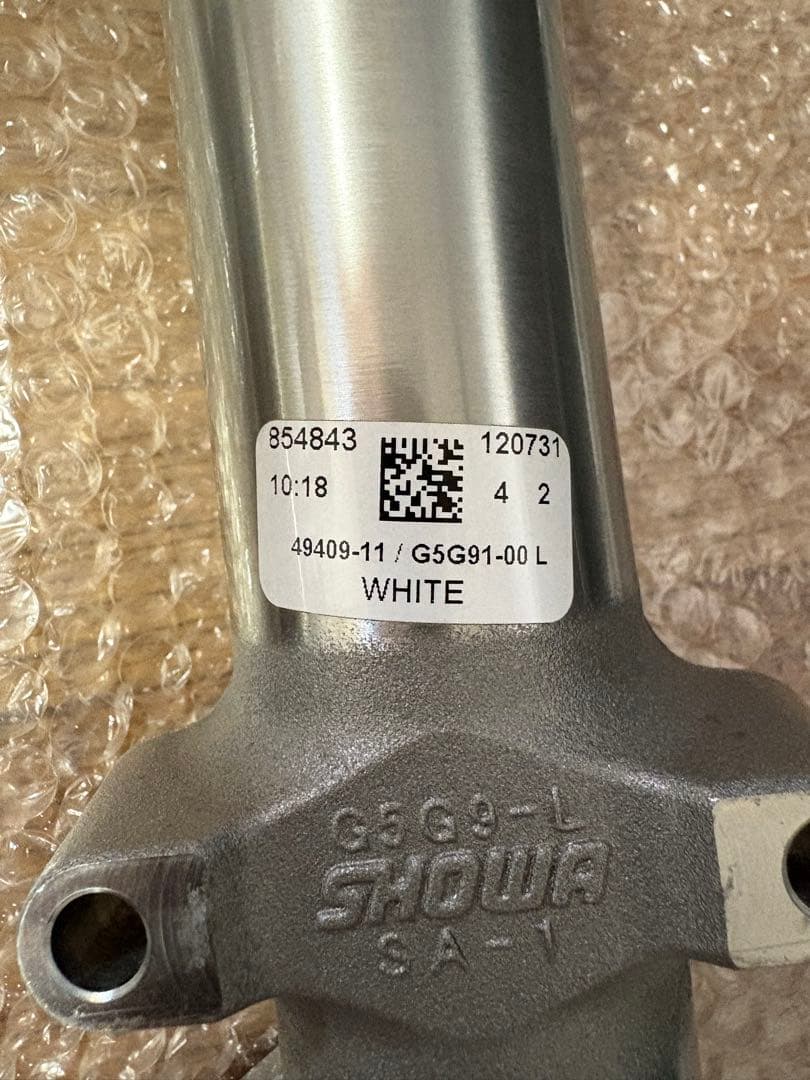 854843 120731
10:18 4 2
49409-11 / G5G91-00 L
WHITE
G5G9-L
SHOWA
SA-1